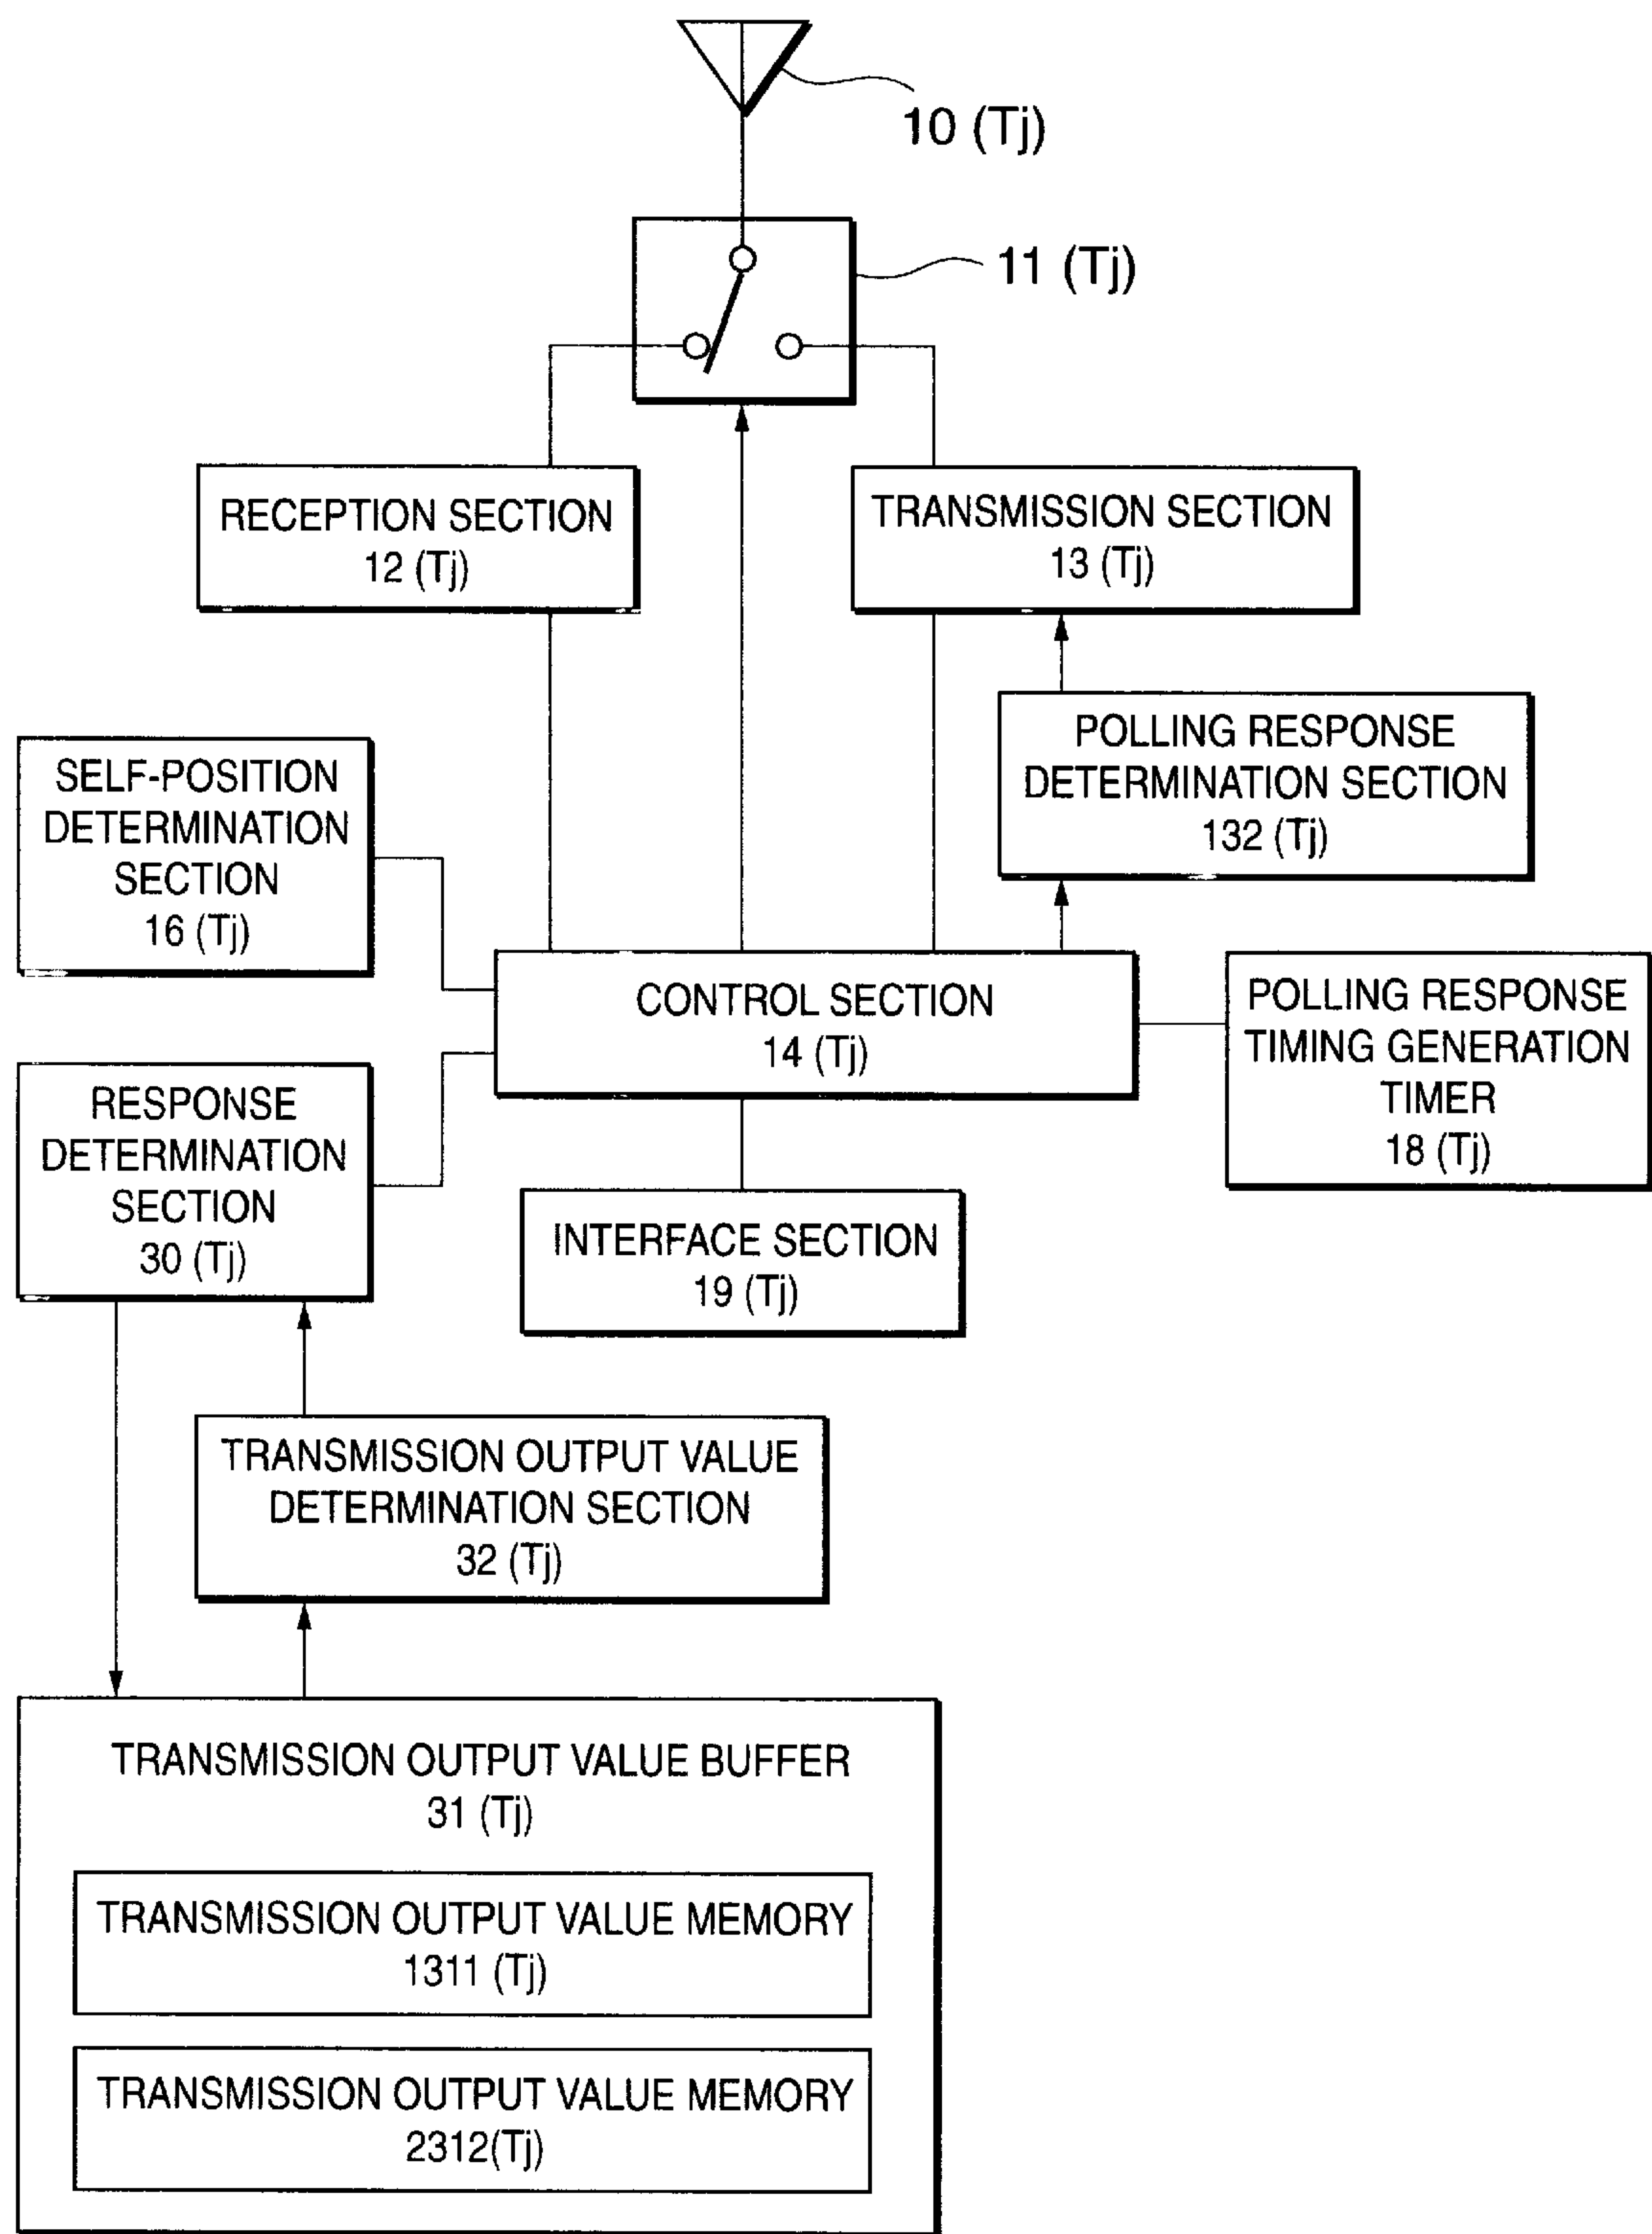 10 (Tj)
11 (Tj)
RECEPTION SECTION
12 (Tj)
TRANSMISSION SECTION
13 (Tj)
POLLING RESPONSE
DETERMINATION SECTION
132 (Tj)
SELF-POSITION
DETERMINATION
SECTION
16 (Tj)
CONTROL SECTION
14 (Tj)
POLLING RESPONSE
TIMING GENERATION
TIMER
18 (Tj)
RESPONSE
DETERMINATION
SECTION
30 (Tj)
INTERFACE SECTION
19 (Tj)
TRANSMISSION OUTPUT VALUE
DETERMINATION SECTION
32 (Tj)
TRANSMISSION OUTPUT VALUE BUFFER
31 (Tj)
TRANSMISSION OUTPUT VALUE MEMORY
1311 (Tj)
TRANSMISSION OUTPUT VALUE MEMORY
2312(Tj)